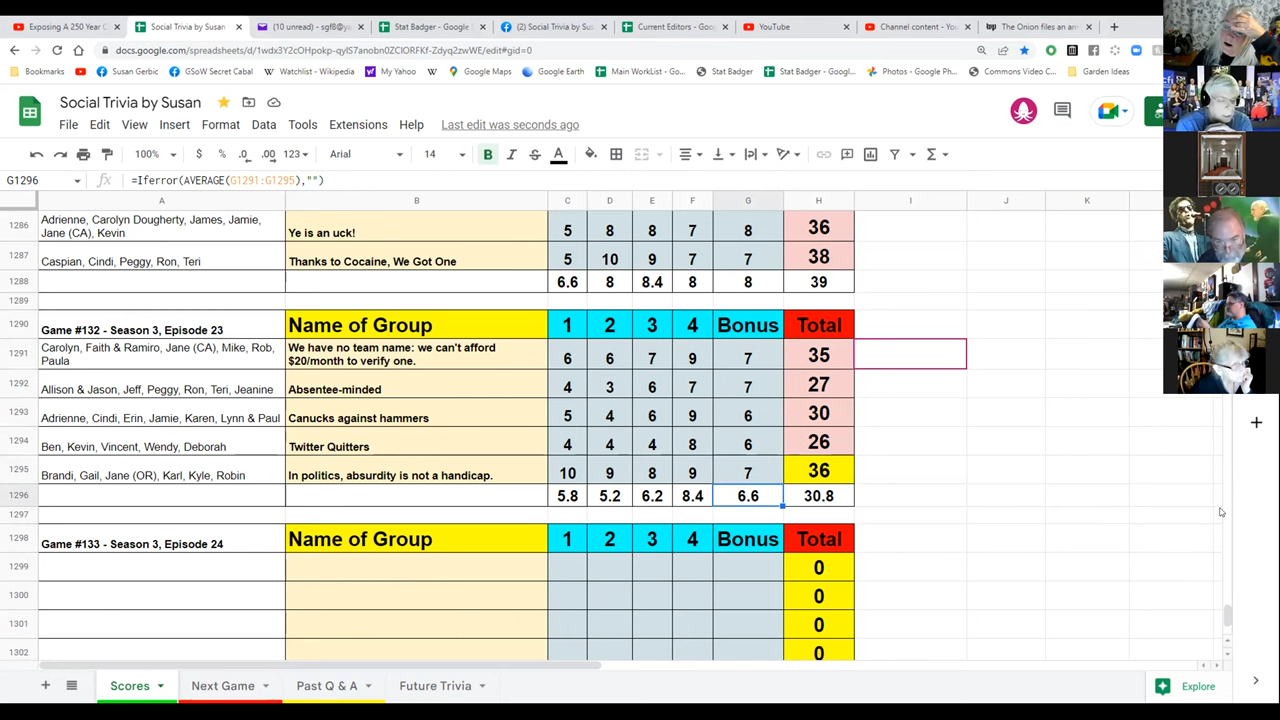 Exposing A 250 Year C
Social Trivia by Susan
(10 unread) - sgf8@ya
Stat Badger - Google
(2) Social Trivia by Sus
Current Editors - Goo
YouTube
Channel content - You
The Onion files an am
docs.google.com/spreadsheets/d/1wdx3Y2cOHpokp-qyIS7anobn0ZClORFKf-Zdyq2zwWE/edit#gid=0
Bookmarks
Susan Gerbic
GSoW Secret Cabal
Watchlist - Wikipedia
My Yahoo
Google Maps
Google Earth
Main WorkList - Goo
Stat Badger
Stat Badger - Googl
Photos - Google Ph
Commons Video C
Garden Ideas
Social Trivia by Susan
File Edit View Insert Format Data Tools Extensions Help Last edit was seconds ago
100% $ % .0 .00 123 Arial 14 B I S A
G1296 fx =Iferror(AVERAGE(G1291:G1295),"")
A B C D E F G H I J K L
1286 Adrienne, Carolyn Dougherty, James, Jamie,
Jane (CA), Kevin Ye is an uck! 5 8 8 7 8 36
1287 Caspian, Cindi, Peggy, Ron, Teri Thanks to Cocaine, We Got One 5 10 9 7 7 38
1288 6.6 8 8.4 8 8 39
1289
1290 Game #132 - Season 3, Episode 23 Name of Group 1 2 3 4 Bonus Total
1291 Carolyn, Faith & Ramiro, Jane (CA), Mike, Rob,
Paula We have no team name: we can't afford
$20/month to verify one. 6 6 7 9 7 35
1292 Allison & Jason, Jeff, Peggy, Ron, Teri, Jeanine Absentee-minded 4 3 6 7 7 27
1293 Adrienne, Cindi, Erin, Jamie, Karen, Lynn & Paul Canucks against hammers 5 4 6 9 6 30
1294 Ben, Kevin, Vincent, Wendy, Deborah Twitter Quitters 4 4 4 8 6 26
1295 Brandi, Gail, Jane (OR), Karl, Kyle, Robin In politics, absurdity is not a handicap. 10 9 8 9 7 36
1296 5.8 5.2 6.2 8.4 6.6 30.8
1297
1298 Game #133 - Season 3, Episode 24 Name of Group 1 2 3 4 Bonus Total
1299 0
1300 0
1301 0
1302 0
Scores Next Game Past Q & A Future Trivia Explore